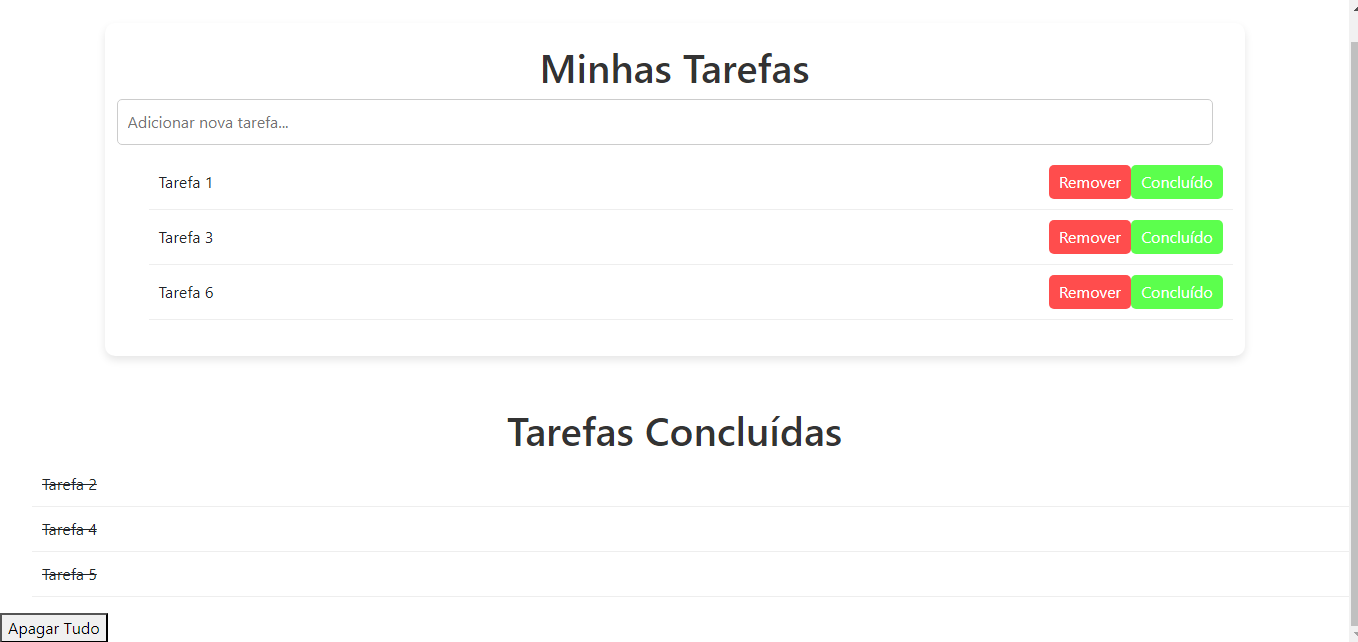 Minhas Tarefas
Adicionar nova tarefa...
Tarefa 1 Remover Concluído
Tarefa 3 Remover Concluído
Tarefa 6 Remover Concluído
Tarefas Concluídas
Tarefa 2
Tarefa 4
Tarefa 5
Apagar Tudo